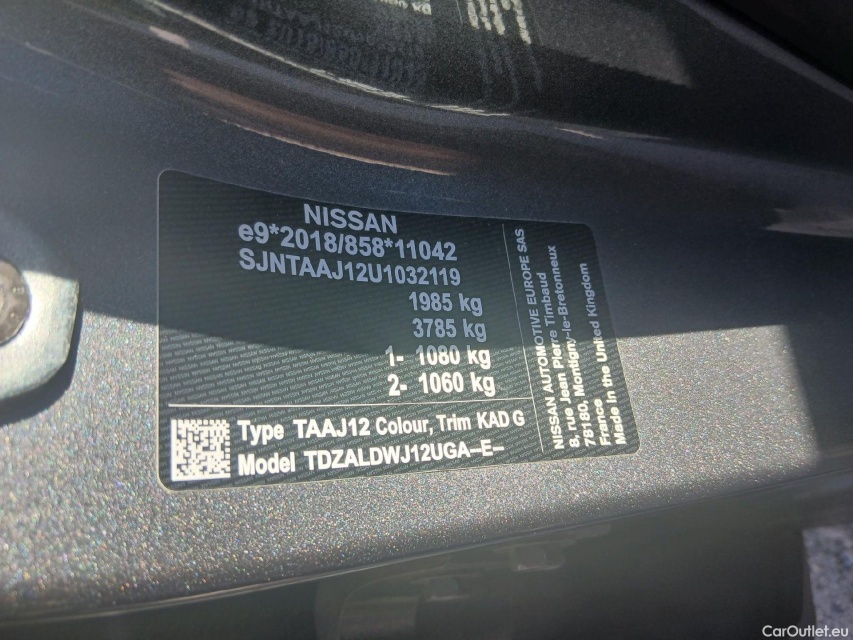 NISSAN
e9*2018/858*11042
SJNTAAJ12U1032119
1985 kg
3785 kg
1- 1080 kg
2- 1060 kg
Type TAAJ12 Colour, Trim KAD G
Model TDZALDWJ12UGA--E-
NISSAN AUTOMOTIVE EUROPE SAS
8, rue Jean Pierre Timbaud
78180, Montigny-le-Bretonneux
France
Made in the United Kingdom
CarOutlet.eu